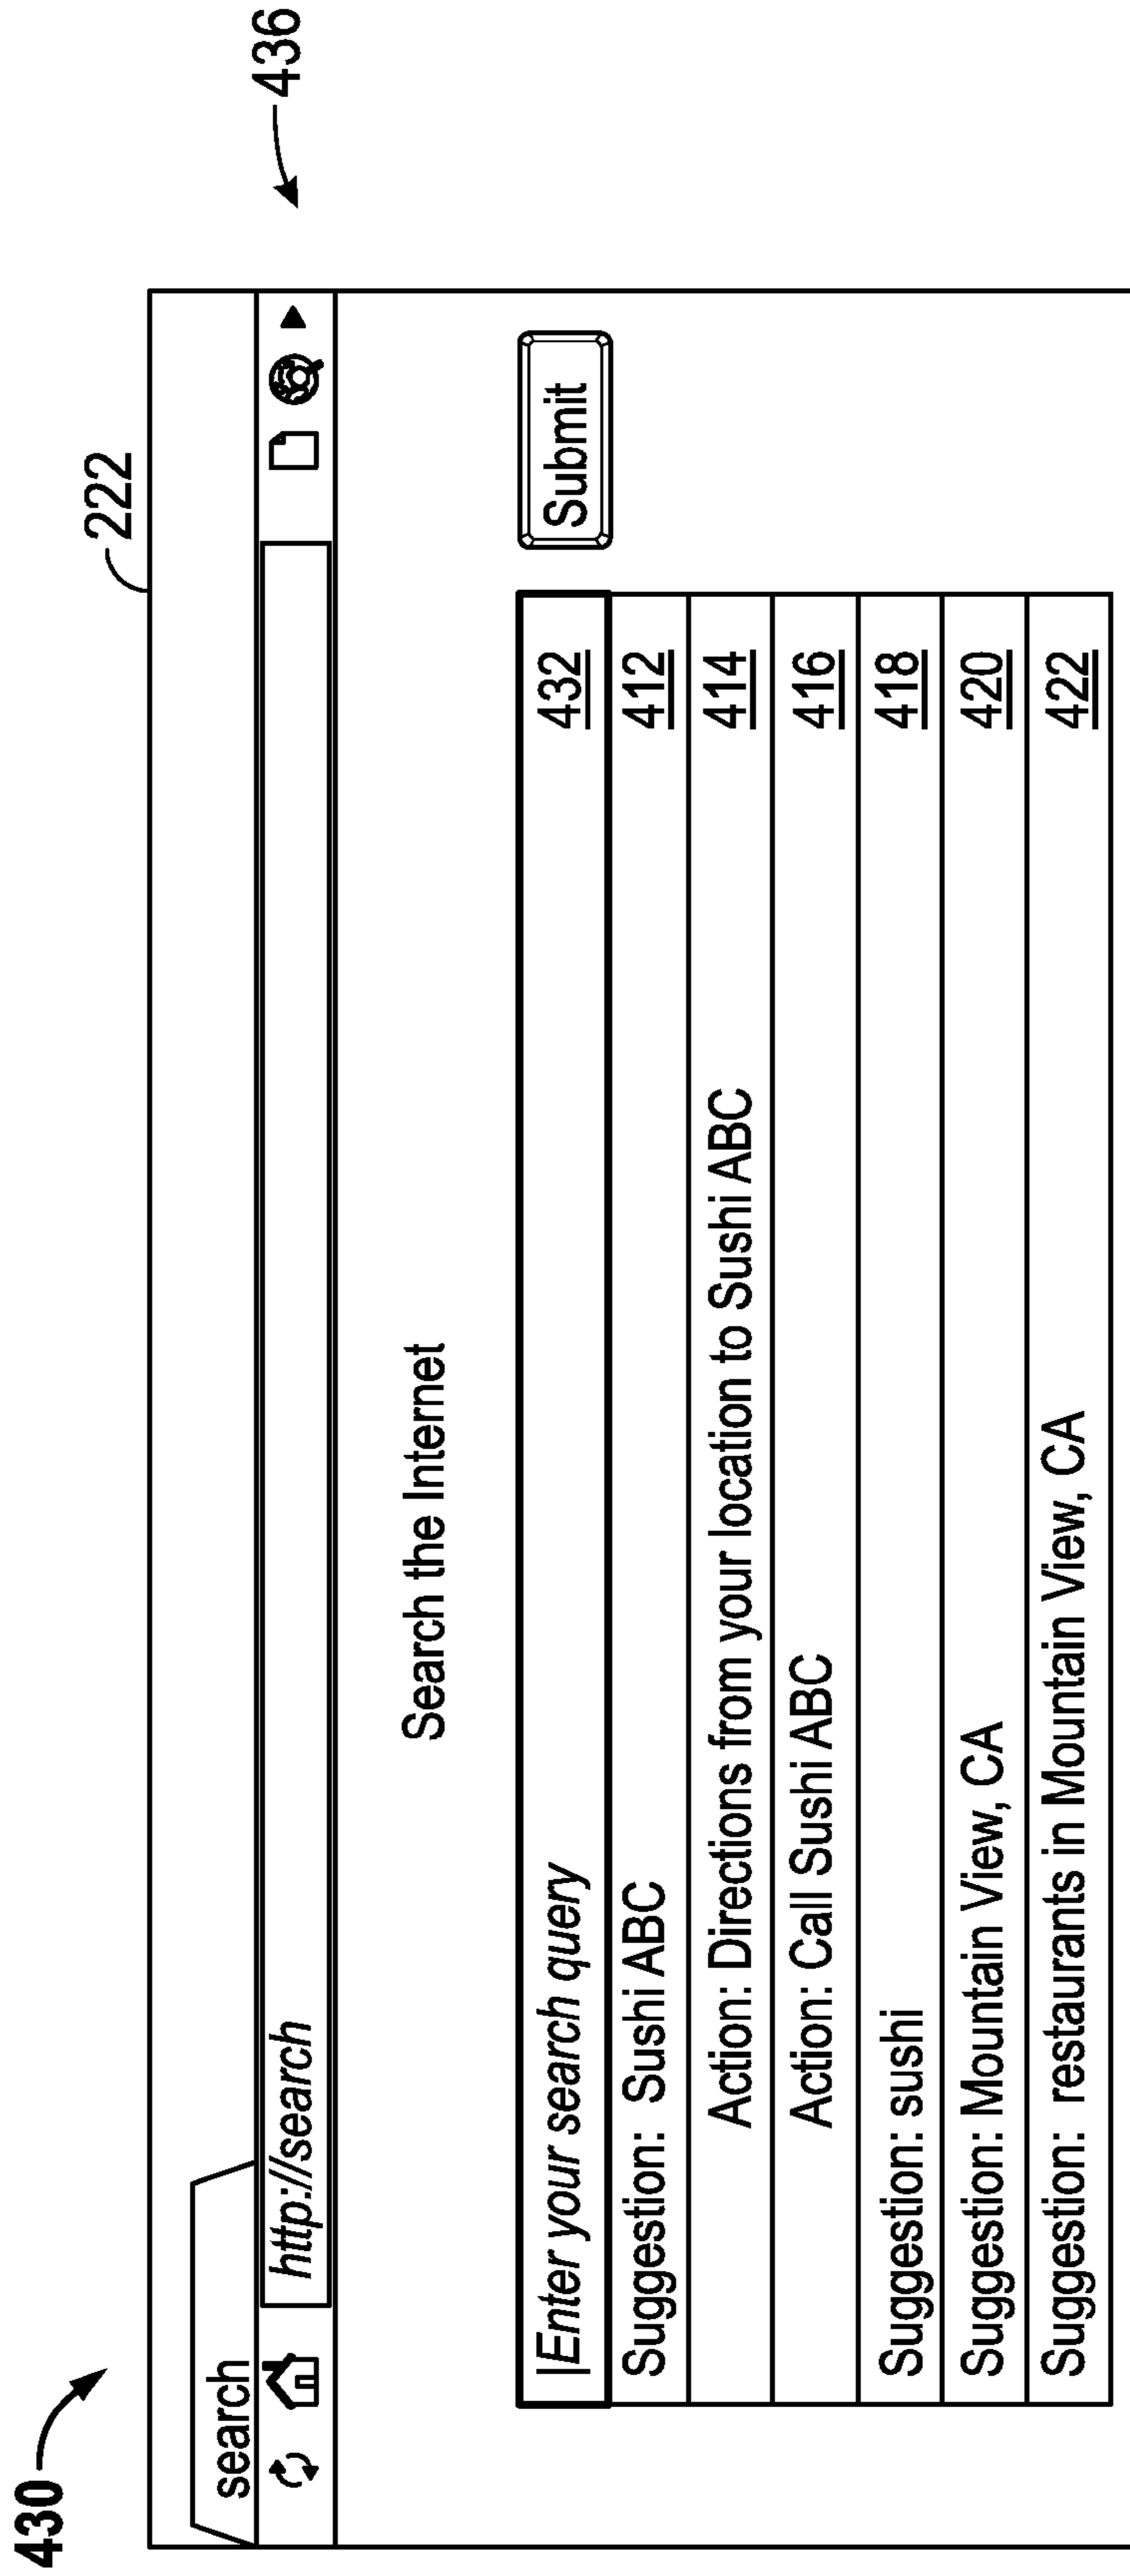 430
222
436
search
http://search
Search the Internet
Enter your search query 432
Submit
Suggestion: Sushi ABC 412
Action: Directions from your location to Sushi ABC 414
Action: Call Sushi ABC 416
Suggestion: sushi 418
Suggestion: Mountain View, CA 420
Suggestion: restaurants in Mountain View, CA 422